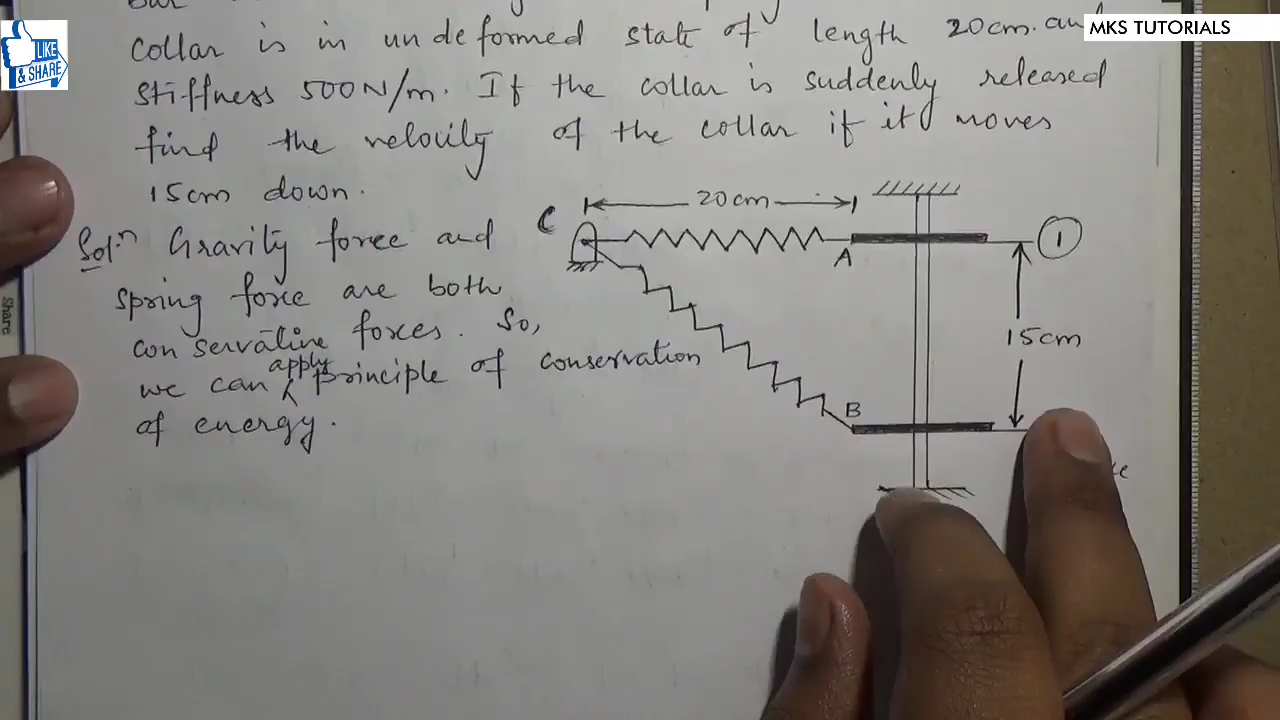 LIKE
& SHARE
MKS TUTORIALS
collar is in undeformed state of length 20cm. and
stiffness 500N/m. If the collar is suddenly released
find the velocity of the collar if it moves
15cm down.
Sol:n Gravity force and
spring force are both
conservative forces. So,
we can apply principle of conservation
of energy.
20cm
C
A
1
15cm
B
Share